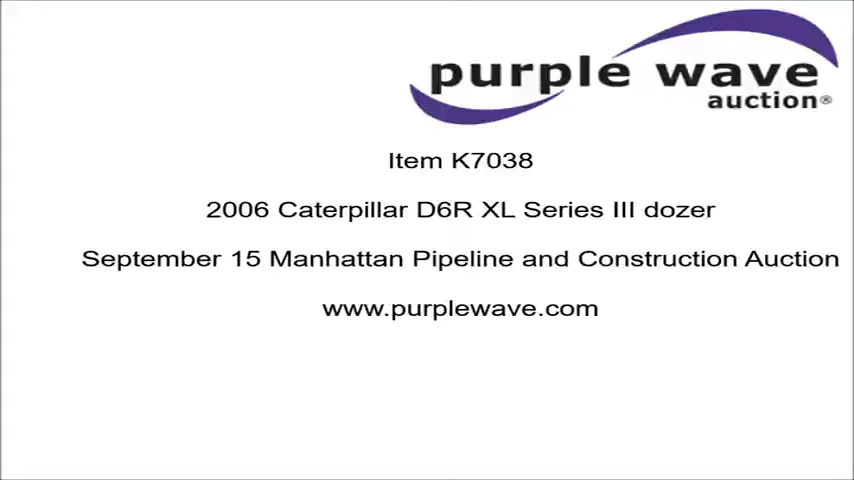 purple wave
auction®
Item K7038
2006 Caterpillar D6R XL Series III dozer
September 15 Manhattan Pipeline and Construction Auction
www.purplewave.com